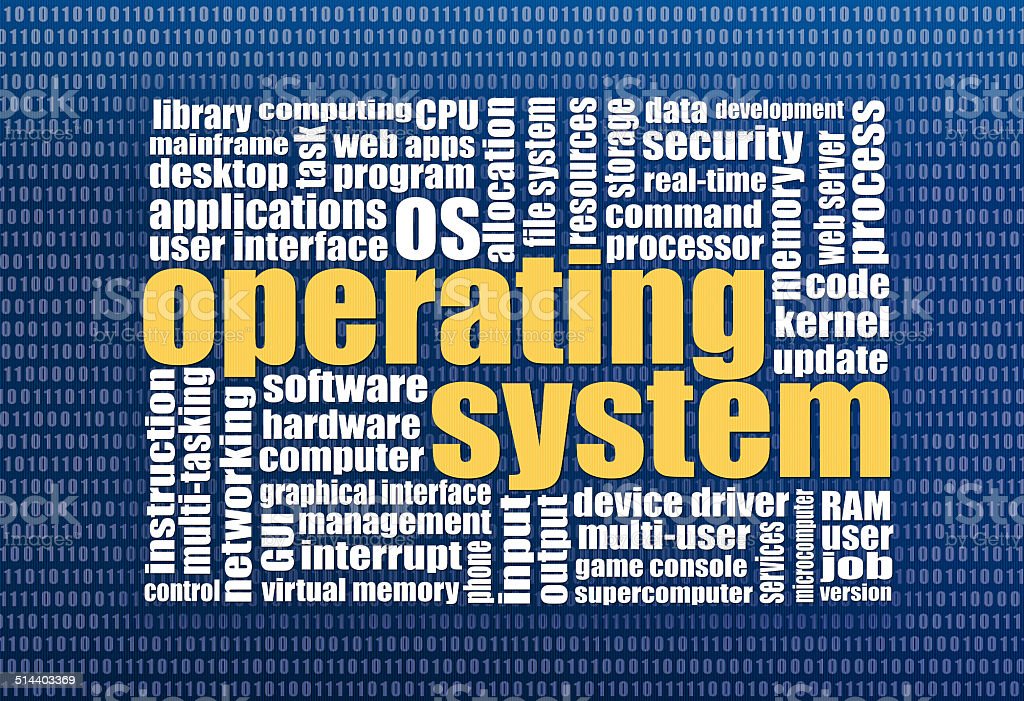 library
computing
CPU
mainframe
task
web apps
desktop
program
applications
OS
user interface
allocation
file system
resources
storage
data
development
security
real-time
command
processor
memory
web server
process
code
kernel
update
operating
system
instruction
multi-tasking
networking
control
software
hardware
computer
graphical interface
GUI
management
interrupt
virtual memory
phone
input
output
device driver
multi-user
game console
supercomputer
services
microcomputer
RAM
user
job
version
iStock
by Getty Images
514403369